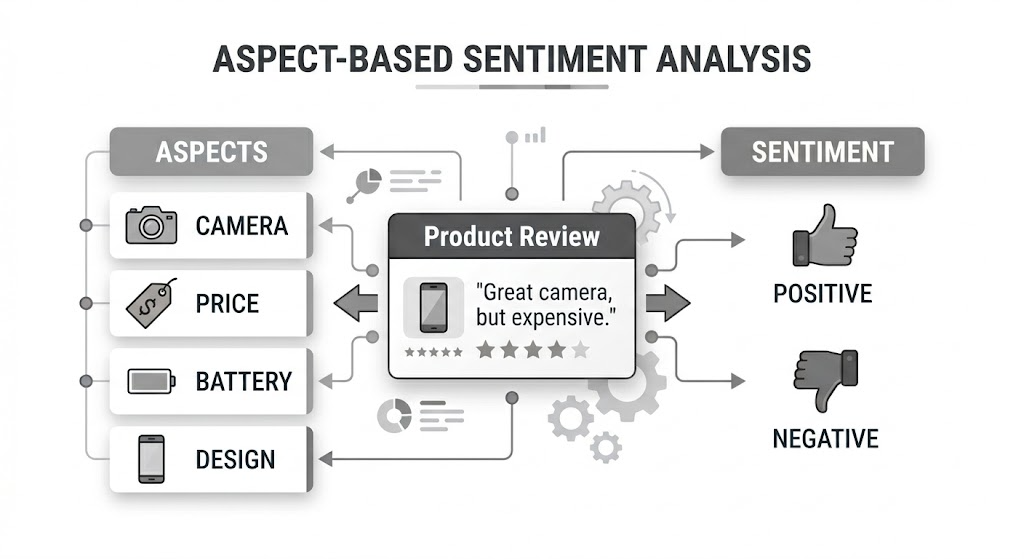 ASPECT-BASED SENTIMENT ANALYSIS
ASPECTS
CAMERA
$
PRICE
BATTERY
DESIGN
Product Review
"Great camera,
but expensive."
SENTIMENT
POSITIVE
NEGATIVE